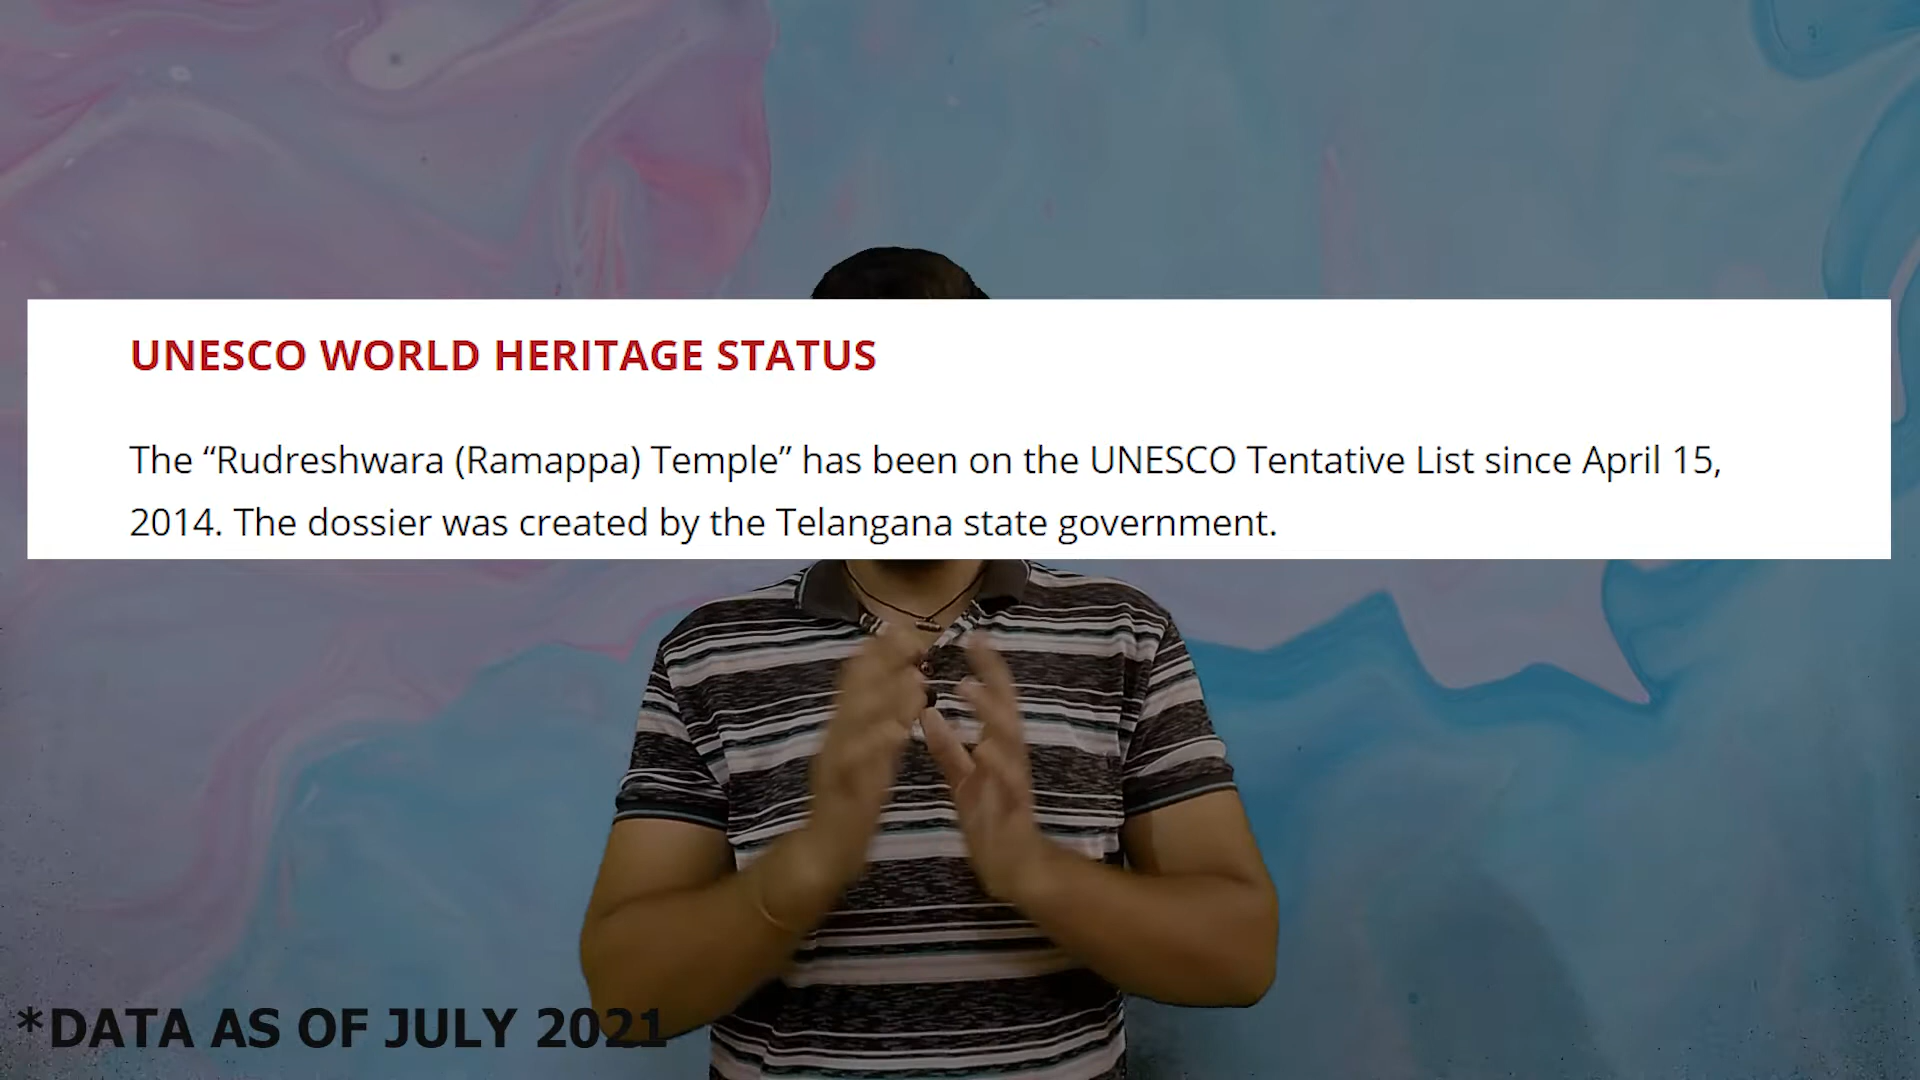 UNESCO WORLD HERITAGE STATUS
The “Rudreshwara (Ramappa) Temple” has been on the UNESCO Tentative List since April 15,
2014. The dossier was created by the Telangana state government.
*DATA AS OF JULY 2021